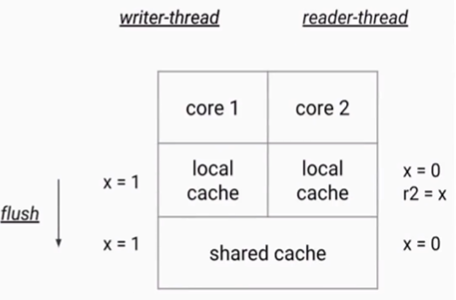 writer-thread
reader-thread
core 1
core 2
x = 1
local
cache
local
cache
x = 0
r2 = x
flush
x = 1
shared cache
x = 0